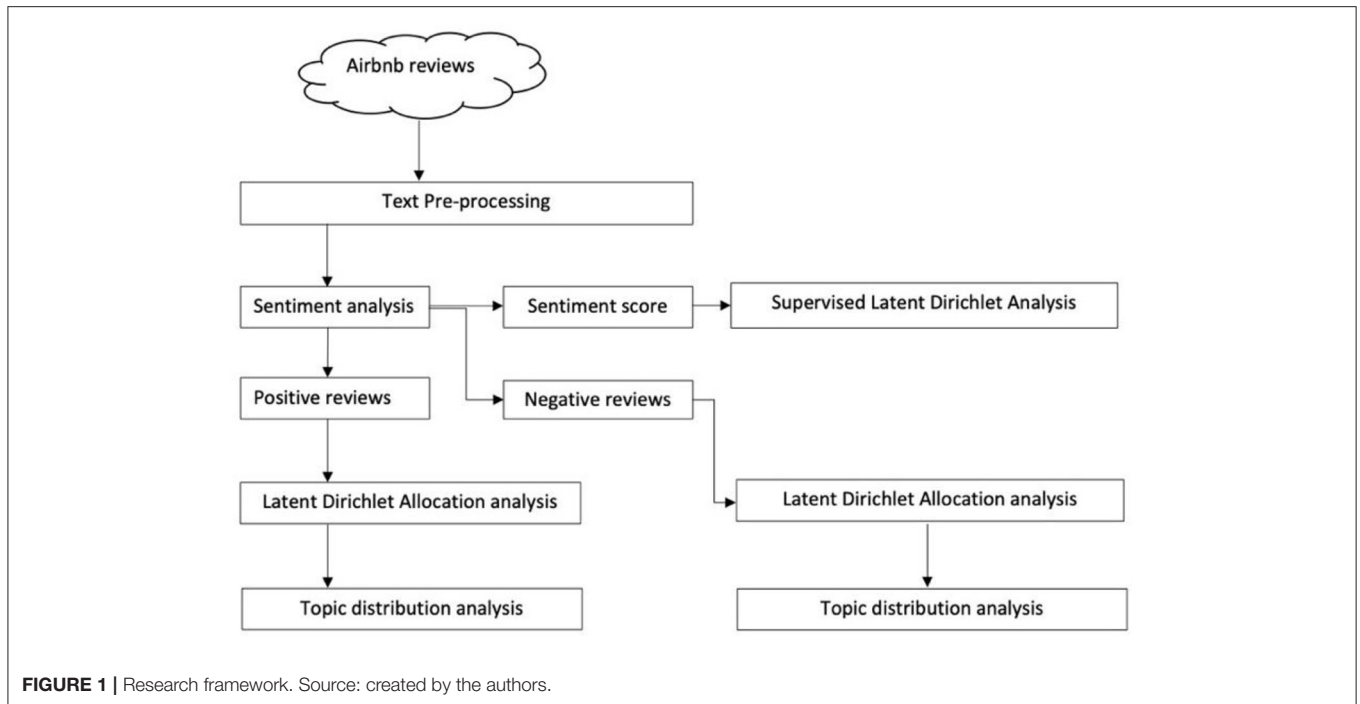 Airbnb reviews
Text Pre-processing
Sentiment analysis
Sentiment score
Supervised Latent Dirichlet Analysis
Positive reviews
Negative reviews
Latent Dirichlet Allocation analysis
Latent Dirichlet Allocation analysis
Topic distribution analysis
Topic distribution analysis
FIGURE 1 | Research framework. Source: created by the authors.